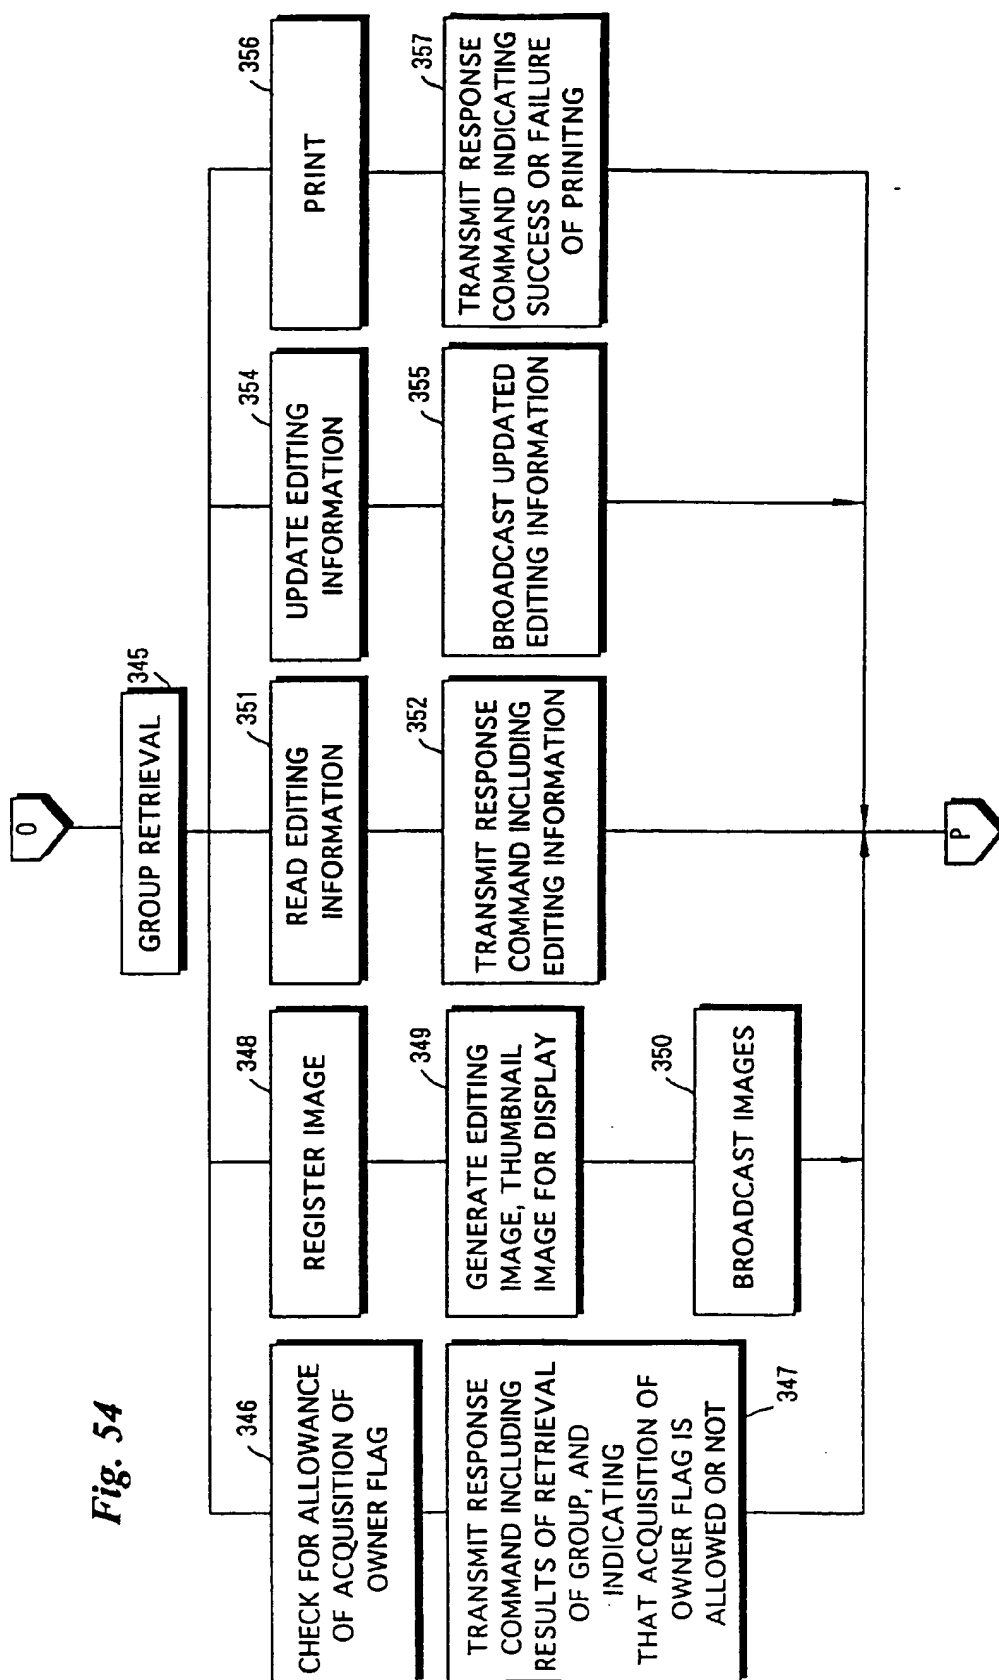 Fig. 54
O
GROUP RETRIEVAL
345
CHECK FOR ALLOWANCE
OF ACQUISITION OF
OWNER FLAG
346
TRANSMIT RESPONSE
COMMAND INCLUDING
RESULTS OF RETRIEVAL
OF GROUP, AND
INDICATING
THAT ACQUISITION OF
OWNER FLAG IS
ALLOWED OR NOT
347
REGISTER IMAGE
348
GENERATE EDITING
IMAGE, THUMBNAIL
IMAGE FOR DISPLAY
349
BROADCAST IMAGES
350
READ EDITING
INFORMATION
351
TRANSMIT RESPONSE
COMMAND INCLUDING
EDITING INFORMATION
352
UPDATE EDITING
INFORMATION
354
BROADCAST UPDATED
EDITING INFORMATION
355
PRINT
356
TRANSMIT RESPONSE
COMMAND INDICATING
SUCCESS OR FAILURE
OF PRINITNG
357
P